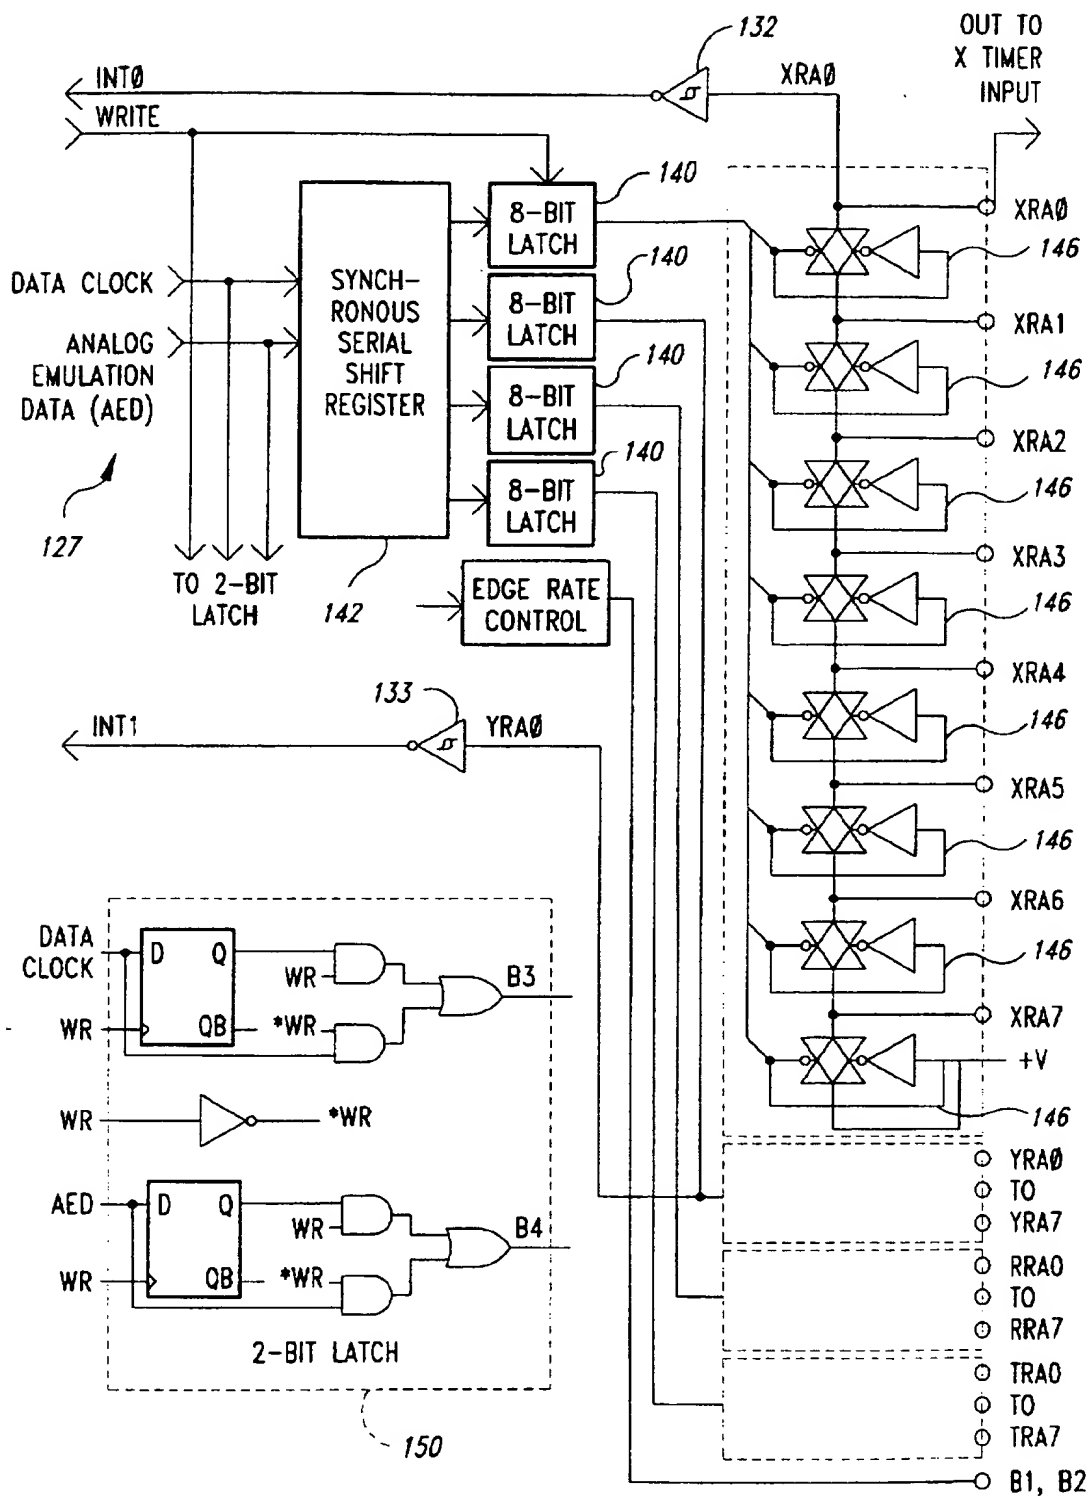 OUT TO
X TIMER
INPUT
132
INTØ
XRAØ
WRITE
140
8-BIT
LATCH
XRAØ
146
DATA CLOCK
SYNCH-
RONOUS
SERIAL
SHIFT
REGISTER
140
8-BIT
LATCH
XRA1
146
ANALOG
EMULATION
DATA (AED)
140
8-BIT
LATCH
XRA2
146
140
8-BIT
LATCH
127
TO 2-BIT
LATCH
142
EDGE RATE
CONTROL
XRA3
146
XRA4
146
133
INT1
YRAØ
XRA5
146
XRA6
146
XRA7
+V
146
DATA
CLOCK
D
Q
WR
B3
WR
QB
*WR
WR
*WR
AED
D
Q
WR
B4
WR
QB
*WR
2-BIT LATCH
150
YRAØ
TO
YRA7
RRA0
TO
RRA7
TRA0
TO
TRA7
B1, B2